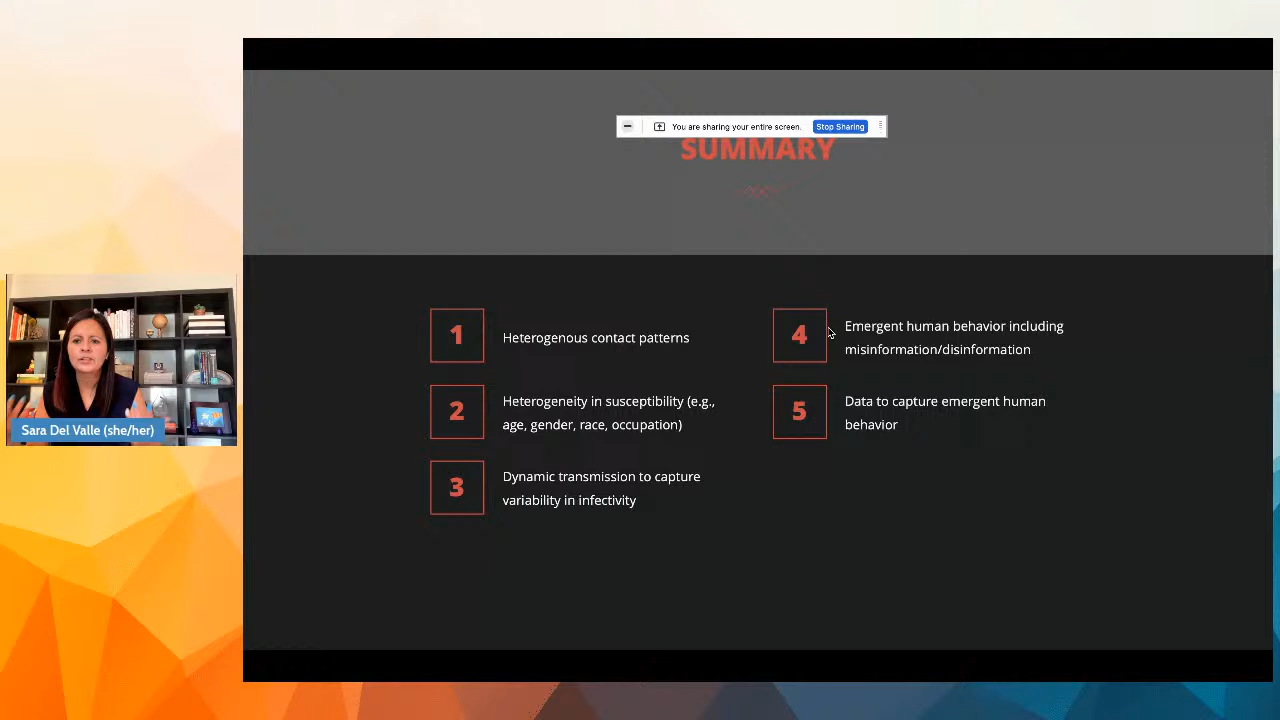 You are sharing your entire screen. Stop Sharing
SUMMARY
1 Heterogenous contact patterns
2 Heterogeneity in susceptibility (e.g.,
age, gender, race, occupation)
3 Dynamic transmission to capture
variability in infectivity
4 Emergent human behavior including
misinformation/disinformation
5 Data to capture emergent human
behavior
Sara Del Valle (she/her)